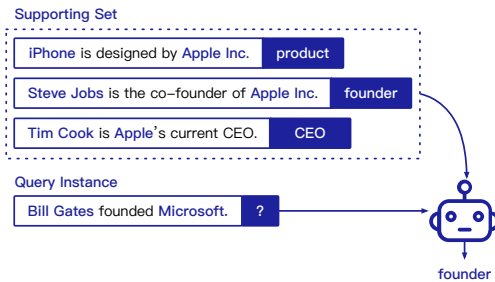 Supporting Set
iPhone is designed by Apple Inc. product
Steve Jobs is the co-founder of Apple Inc. founder
Tim Cook is Apple's current CEO. CEO
Query Instance
Bill Gates founded Microsoft. ?
founder